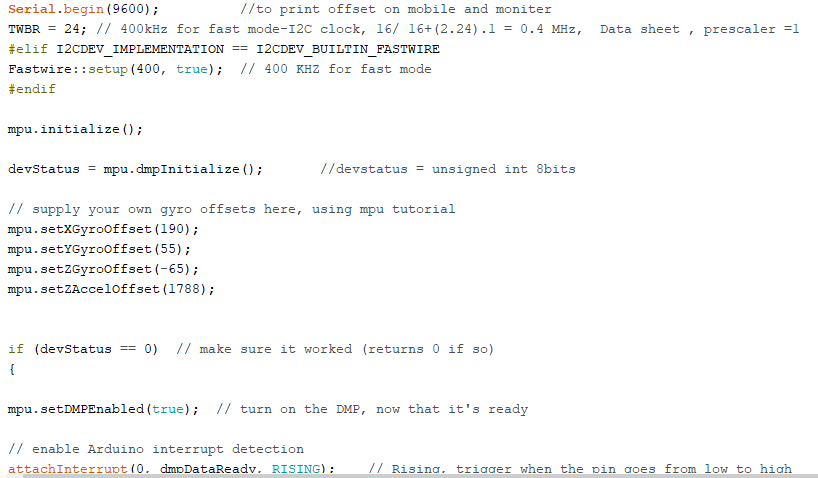 Serial.begin(9600);          //to print offset on mobile and moniter
TWBR = 24; // 400kHz for fast mode-I2C clock, 16/ 16+(2.24).1 = 0.4 MHz,  Data sheet , prescaler =1
#elif I2CDEV_IMPLEMENTATION == I2CDEV_BUILTIN_FASTWIRE
Fastwire::setup(400, true);  // 400 KHZ for fast mode
#endif
mpu.initialize();
devStatus = mpu.dmpInitialize();       //devstatus = unsigned int 8bits
// supply your own gyro offsets here, using mpu tutorial
mpu.setXGyroOffset(190);
mpu.setYGyroOffset(55);
mpu.setZGyroOffset(-65);
mpu.setZAccelOffset(1788);
if (devStatus == 0)  // make sure it worked (returns 0 if so)
{
mpu.setDMPEnabled(true);  // turn on the DMP, now that it's ready
// enable Arduino interrupt detection
attachInterrupt(0, dmpDataReady, RISING);    // Rising, trigger when the pin goes from low to high